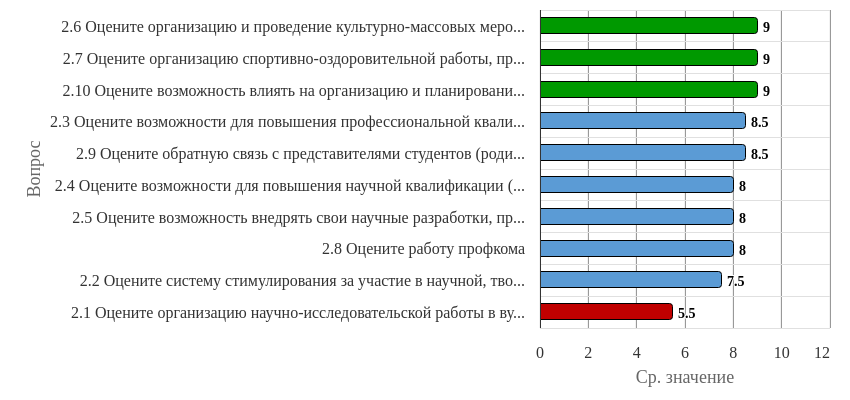 2.6 Оцените организацию и проведение культурно-массовых меро... 9
2.7 Оцените организацию спортивно-оздоровительной работы, пр... 9
2.10 Оцените возможность влиять на организацию и планировани... 9
2.3 Оцените возможности для повышения профессиональной квали... 8.5
2.9 Оцените обратную связь с представителями студентов (роди... 8.5
2.4 Оцените возможности для повышения научной квалификации (... 8
2.5 Оцените возможность внедрять свои научные разработки, пр... 8
2.8 Оцените работу профкома 8
2.2 Оцените систему стимулирования за участие в научной, тво... 7.5
2.1 Оцените организацию научно-исследовательской работы в ву... 5.5
Вопрос
0 2 4 6 8 10 12
Ср. значение